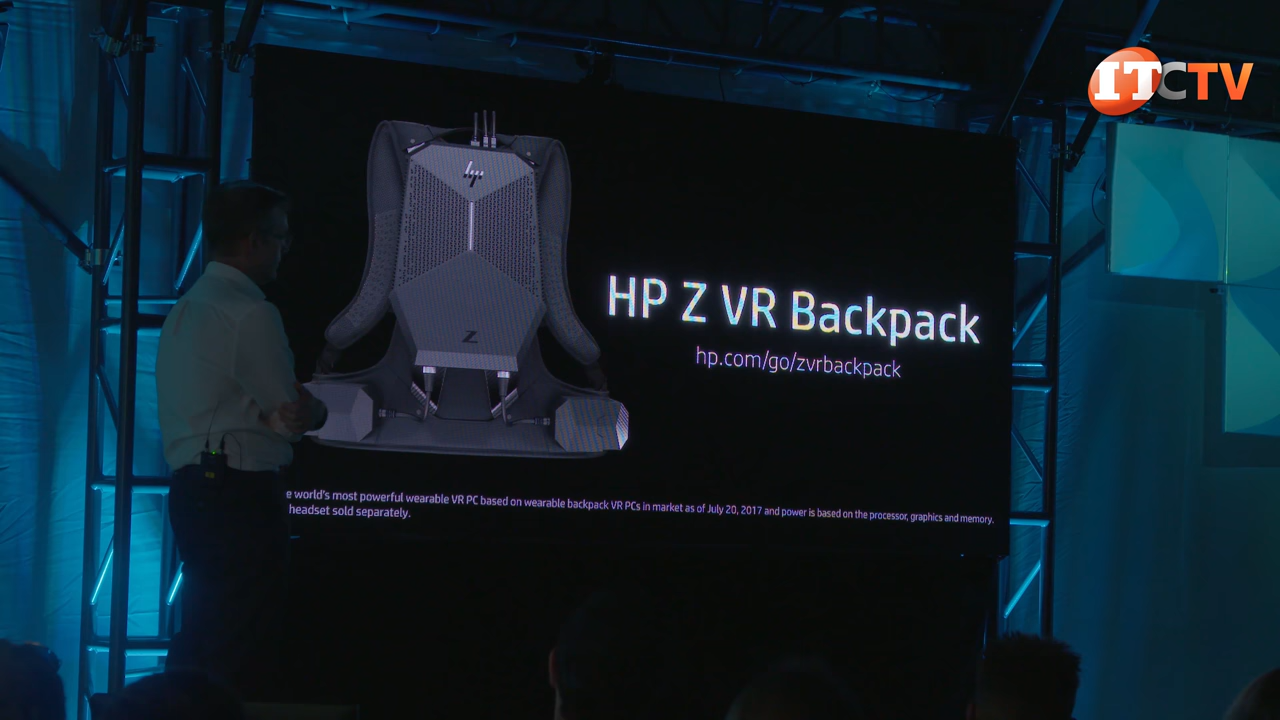 ITCTV
hp
Z
HP Z VR Backpack
hp.com/go/zvrbackpack
e world's most powerful wearable VR PC based on wearable backpack VR PCs in market as of July 20, 2017 and power is based on the processor, graphics and memory.
headset sold separately.